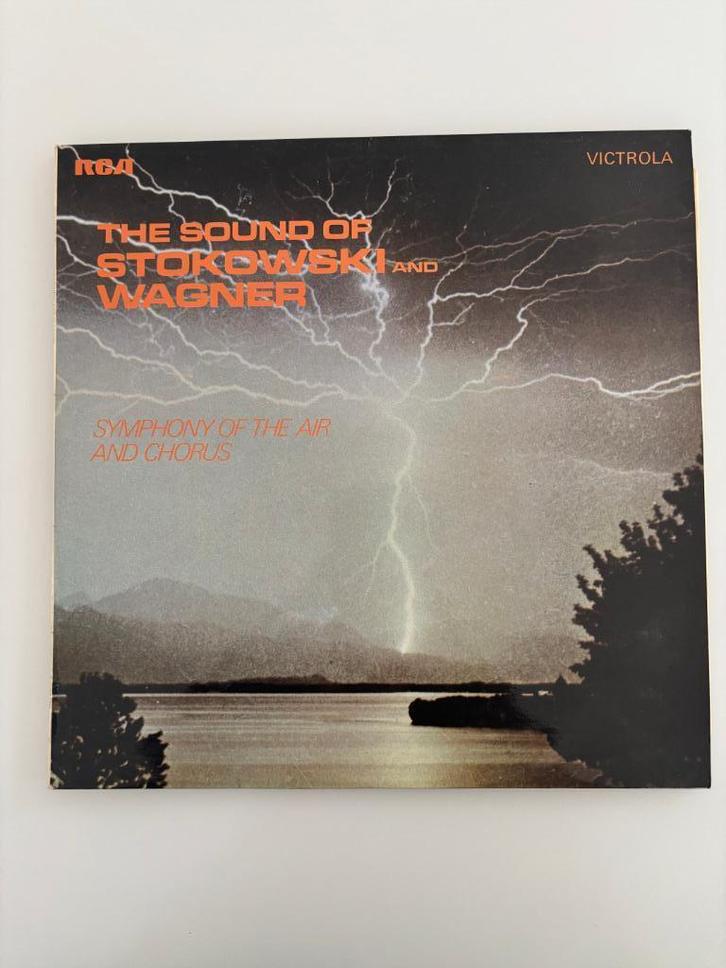 RCA
VICTROLA
THE SOUND OF
STOKOWSKI AND
WAGNER
SYMPHONY OF THE AIR
AND CHORUS